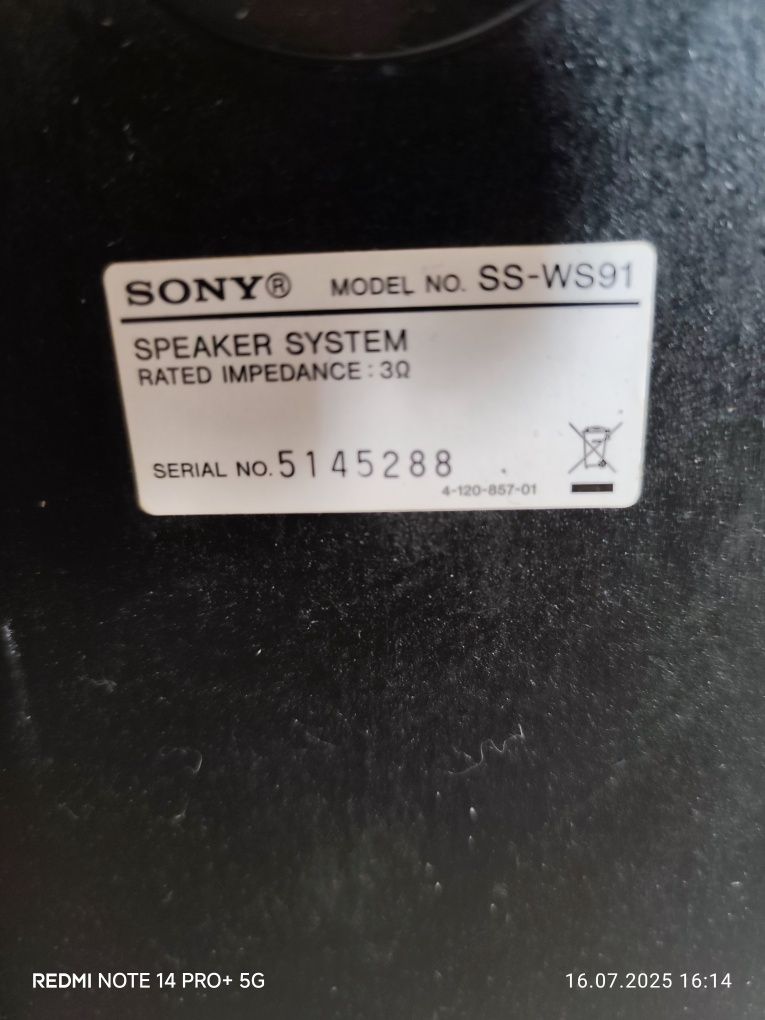 SONY® MODEL NO. SS-WS91
SPEAKER SYSTEM
RATED IMPEDANCE : 3Ω
SERIAL NO. 5145288
4-120-857-01
REDMI NOTE 14 PRO+ 5G
16.07.2025 16:14